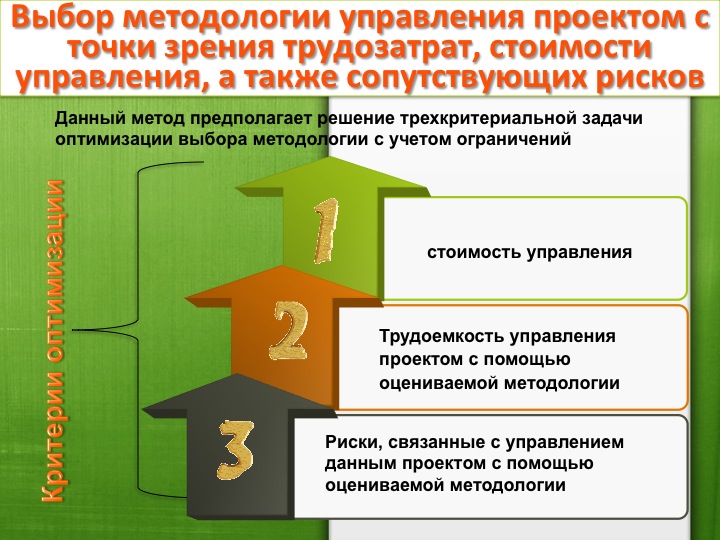 Выбор методологии управления проектом с
точки зрения трудозатрат, стоимости
управления, а также сопутствующих рисков
Данный метод предполагает решение трехкритериальной задачи
оптимизации выбора методологии с учетом ограничений
Критерии оптимизации
1
стоимость управления
2
Трудоемкость управления
проектом с помощью
оцениваемой методологии
3
Риски, связанные с управлением
данным проектом с помощью
оцениваемой методологии